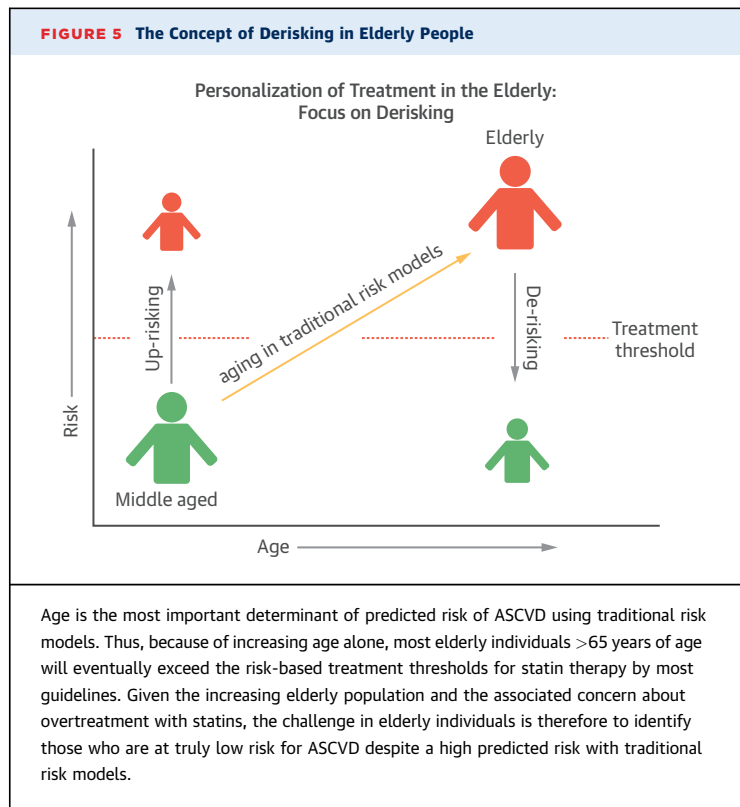 FIGURE 5 The Concept of Derisking in Elderly People
Personalization of Treatment in the Elderly:
Focus on Derisking
Elderly
Risk
Up-risking
aging in traditional risk models
De-risking
Treatment
threshold
Middle aged
Age
Age is the most important determinant of predicted risk of ASCVD using traditional risk
models. Thus, because of increasing age alone, most elderly individuals >65 years of age
will eventually exceed the risk-based treatment thresholds for statin therapy by most
guidelines. Given the increasing elderly population and the associated concern about
overtreatment with statins, the challenge in elderly individuals is therefore to identify
those who are at truly low risk for ASCVD despite a high predicted risk with traditional
risk models.